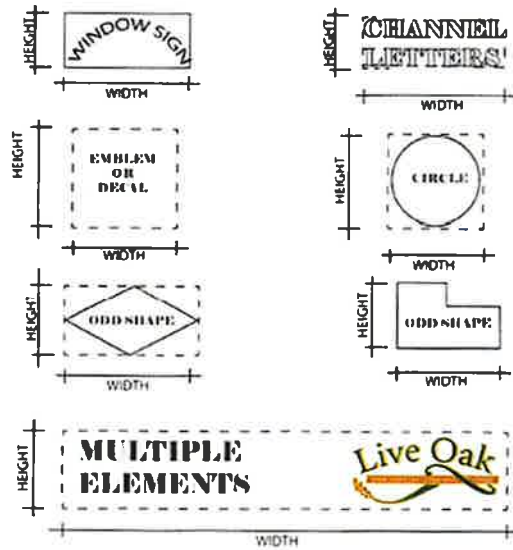 HEIGHT
WINDOW SIGN
WIDTH
HEIGHT
CHANNEL
LETTERS
WIDTH
HEIGHT
EMBLEM
OR
DECAL
WIDTH
HEIGHT
CIRCLE
WIDTH
HEIGHT
ODD SHAPE
WIDTH
HEIGHT
ODD SHAPE
WIDTH
HEIGHT
MULTIPLE
ELEMENTS
Live Oak
WIDTH